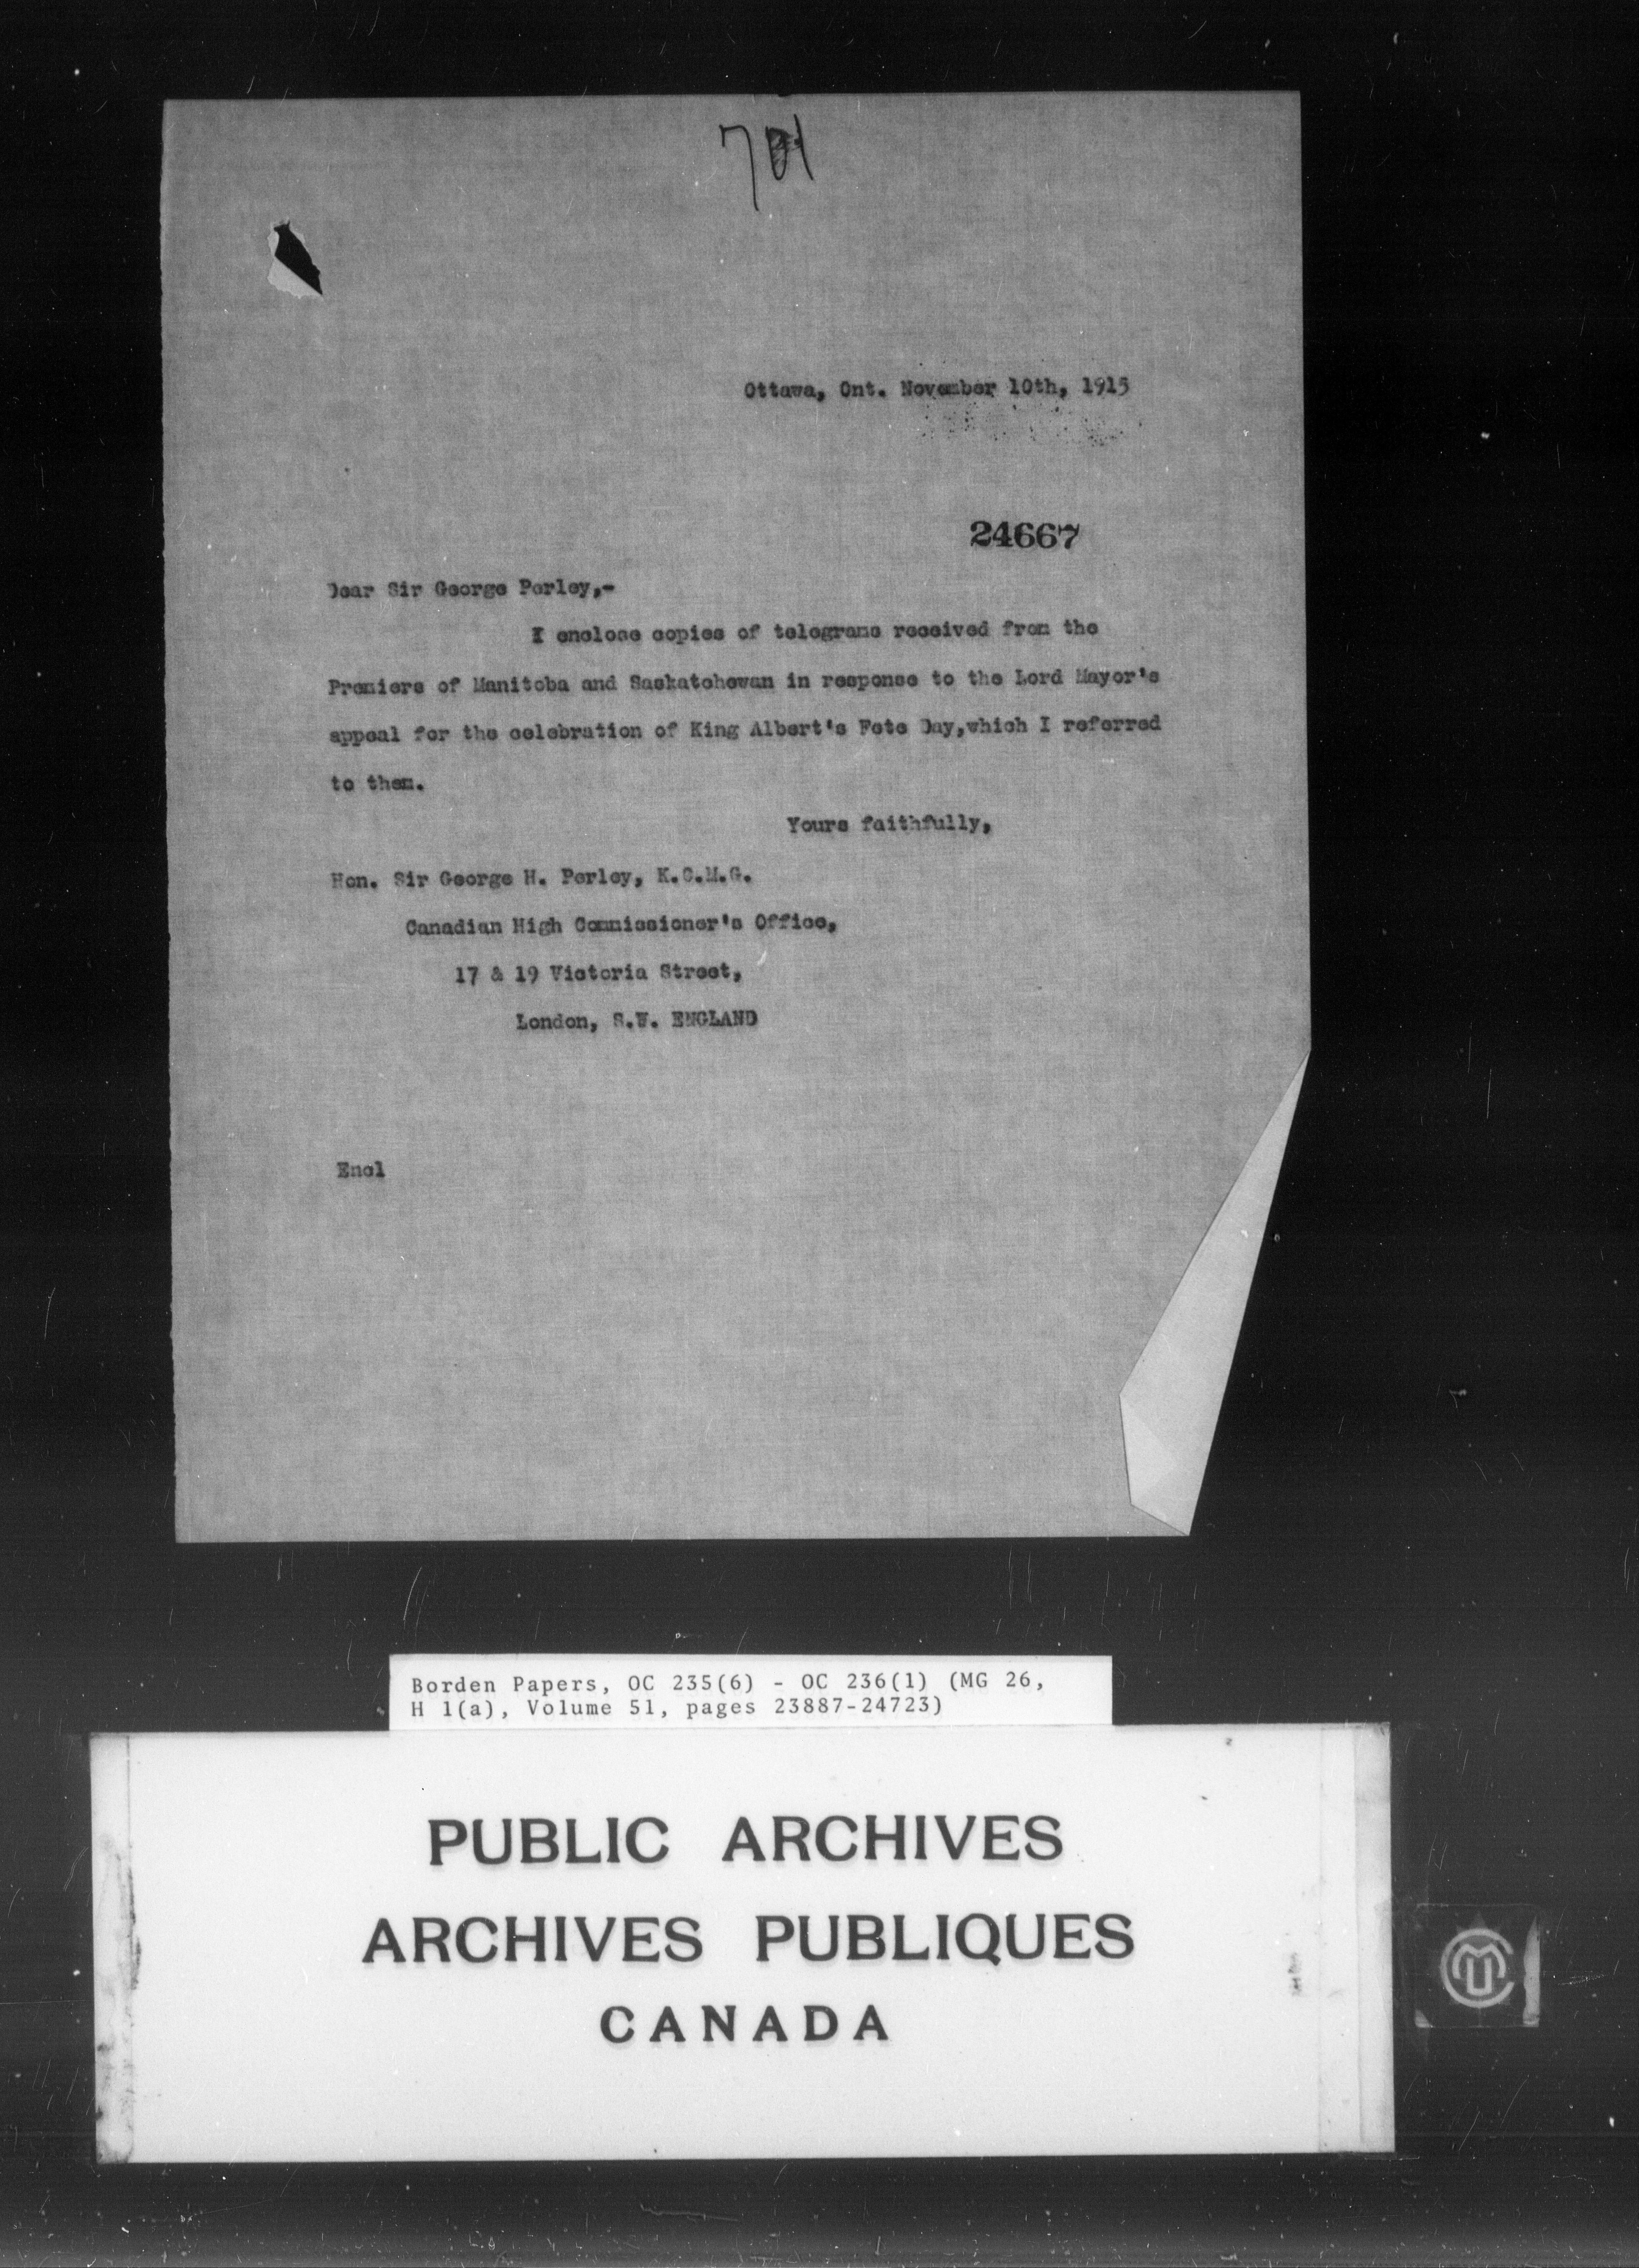 701
Ottawa, Ont. November 10th, 1915
24667
Dear Sir George Perley,-
I enclose copies of telegrams received from the
Premiers of Manitoba and Saskatchewan in response to the Lord Mayor's
appeal for the celebration of King Albert's Fete Day,which I referred
to them.
Yours faithfully,
Hon. Sir George H. Perley, K.C.M.G.
Canadian High Commissioner's Office,
17 & 19 Victoria Street,
London, S.W. ENGLAND
Encl
Borden Papers, OC 235(6) - OC 236(1) (MG 26,
H 1(a), Volume 51, pages 23887-24723)
PUBLIC ARCHIVES
ARCHIVES PUBLIQUES
CANADA